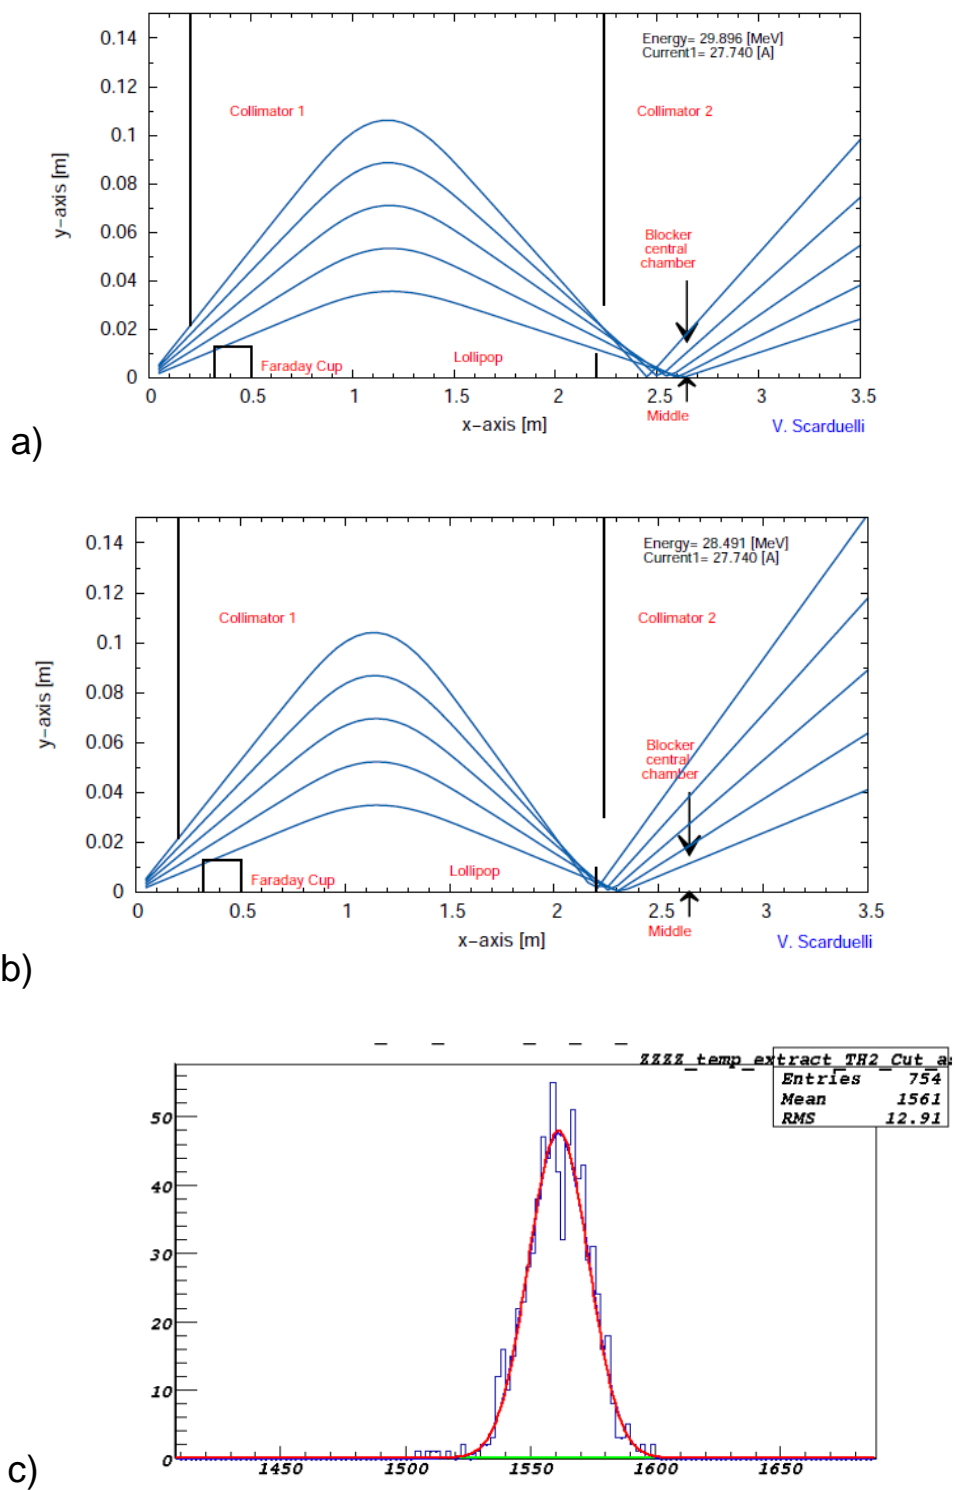 0.14
Energy= 29.896 [MeV]
Current1= 27.740 [A]
0.12
Collimator 1
Collimator 2
0.1
y−axis [m]
0.08
0.06
Blocker
central
chamber
0.04
0.02
Faraday Cup
Lollipop
0
0 0.5 1 1.5 2 2.5 3 3.5
Middle
x−axis [m]
V. Scarduelli
a)
0.14
Energy= 28.491 [MeV]
Current1= 27.740 [A]
0.12
Collimator 1
Collimator 2
0.1
y−axis [m]
0.08
0.06
Blocker
central
chamber
0.04
0.02
Faraday Cup
Lollipop
0
0 0.5 1 1.5 2 2.5 3 3.5
Middle
x−axis [m]
V. Scarduelli
b)
ZZZZ_temp_extract_TH2_Cut_a
Entries 754
Mean 1561
RMS 12.91
50
40
30
20
10
0
1450 1500 1550 1600 1650
c)